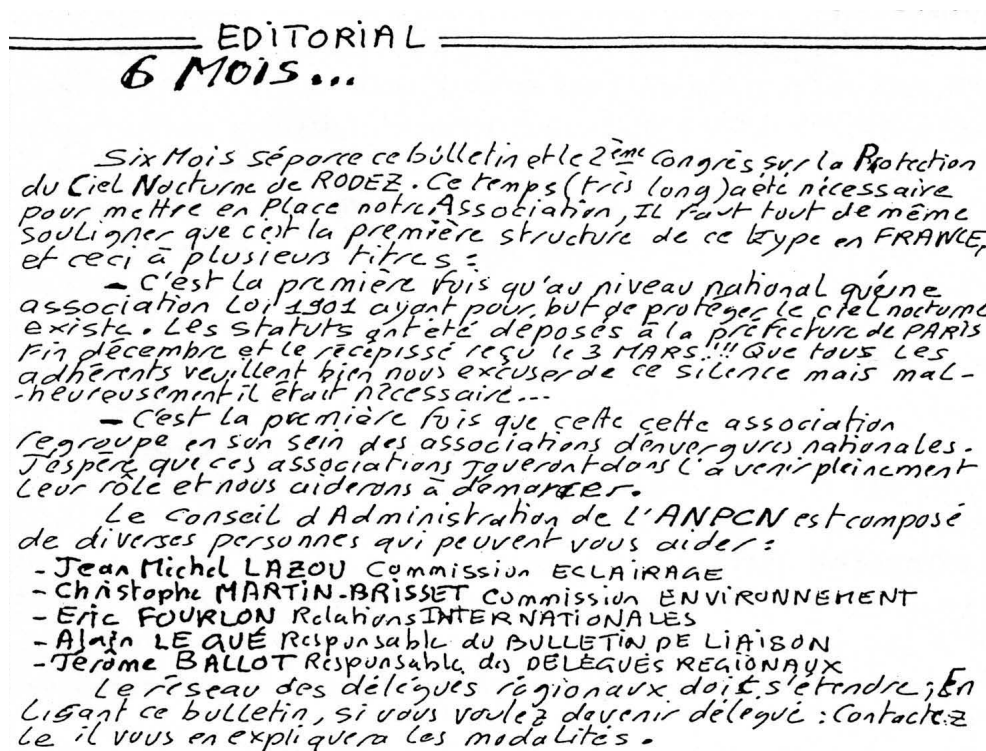 EDITORIAL
6 MOIS...
Six Mois séparce ce bulletin et le 2ème Congrès sur la Protection
du Ciel Nocturne de RODEZ. Ce temps (très long) a été nécessaire
pour mettre en Place notre Association, Il faut tout de même
souligner que c'est la première structure de ce type en FRANCE,
et ceci à plusieurs titres :
- C'est la première fois qu'au niveau national qu'une
association Loi 1901 ayant pour but de protéger le ciel nocturne
existe. Les statuts ont été déposés à la préfecture de PARIS
Fin décembre et le récépissé reçu le 3 MARS.!!! Que tous les
adhérents veuillent bien nous excuser de ce silence mais mal-
-heureusement il était nécessaire...
- C'est la première fois que cette cette association
regroupe en son sein des associations d'envergures nationales.
J'espère que ces associations joueront dans l'avenir pleinement
leur rôle et nous aiderons à démarrer.
Le Conseil d'Administration de l'ANPCN est composé
de diverses personnes qui peuvent vous aider :
- Jean Michel LAZOU Commission ECLAIRAGE
- Christophe MARTIN-BRISSET Commission ENVIRONNEMENT
- Eric FOURLON Relations INTERNATIONALES
- Alain LE QUÉ Responsable du BULLETIN DE LIAISON
- Jérôme BALLOT Responsable des DÉLÉGUÉS REGIONAUX
Le réseau des délégués régionaux doit s'étendre ; En
Lisant ce bulletin, si vous voulez devenir délégué : Contactez
le il vous en expliquera les modalités.